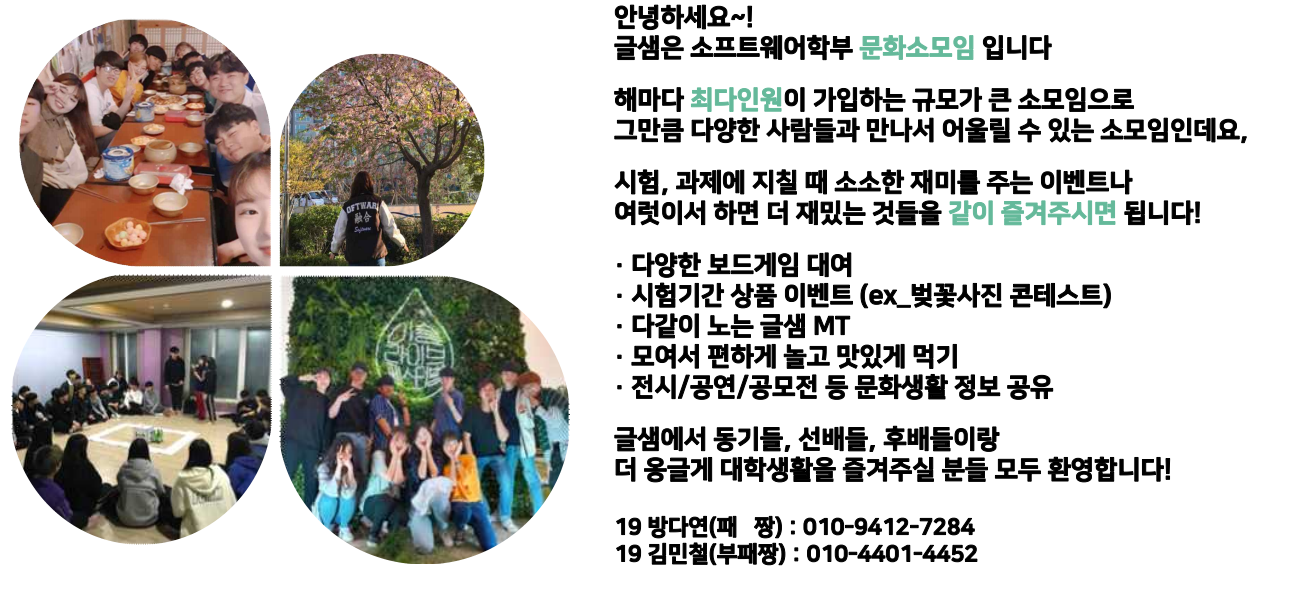 안녕하세요~!
글샘은 소프트웨어학부 문화소모임 입니다
해마다 최다인원이 가입하는 규모가 큰 소모임으로
그만큼 다양한 사람들과 만나서 어울릴 수 있는 소모임인데요,
시험, 과제에 지칠 때 소소한 재미를 주는 이벤트나
여럿이서 하면 더 재밌는 것들을 같이 즐겨주시면 됩니다!
· 다양한 보드게임 대여
· 시험기간 상품 이벤트 (ex_벚꽃사진 콘테스트)
· 다같이 노는 글샘 MT
· 모여서 편하게 놀고 맛있게 먹기
· 전시/공연/공모전 등 문화생활 정보 공유
글샘에서 동기들, 선배들, 후배들이랑
더 옹글게 대학생활을 즐겨주실 분들 모두 환영합니다!
19 방다연(패 짱) : 010-9412-7284
19 김민철(부패짱) : 010-4401-4452
OFTWARE
融合
Software